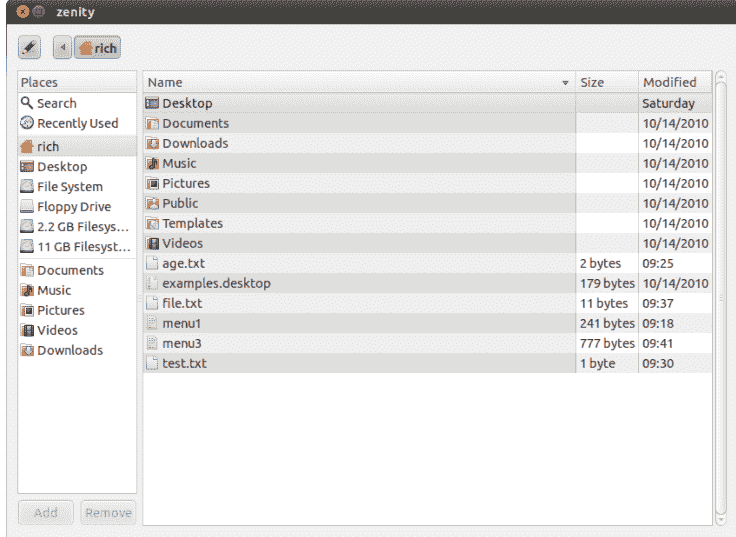 zenity
rich
Places
Search
Recently Used
rich
Desktop
File System
Floppy Drive
2.2 GB Filesys...
11 GB Filesyst...
Documents
Music
Pictures
Videos
Downloads
Add Remove
Name Size Modified
Desktop Saturday
Documents 10/14/2010
Downloads 10/14/2010
Music 10/14/2010
Pictures 10/14/2010
Public 10/14/2010
Templates 10/14/2010
Videos 10/14/2010
age.txt 2 bytes 09:25
examples.desktop 179 bytes 10/14/2010
file.txt 11 bytes 09:37
menu1 241 bytes 09:18
menu3 777 bytes 09:41
test.txt 1 byte 09:30